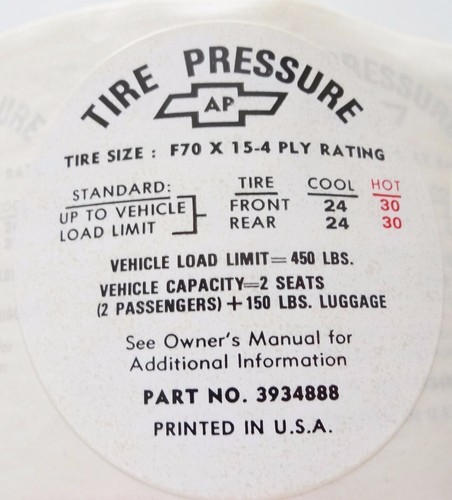 TIRE PRESSURE
AP
TIRE SIZE : F70 X 15-4 PLY RATING
STANDARD: TIRE COOL HOT
UP TO VEHICLE FRONT 24 30
LOAD LIMIT REAR 24 30
VEHICLE LOAD LIMIT=450 LBS.
VEHICLE CAPACITY=2 SEATS
(2 PASSENGERS) + 150 LBS. LUGGAGE
See Owner's Manual for
Additional Information
PART NO. 3934888
PRINTED IN U.S.A.